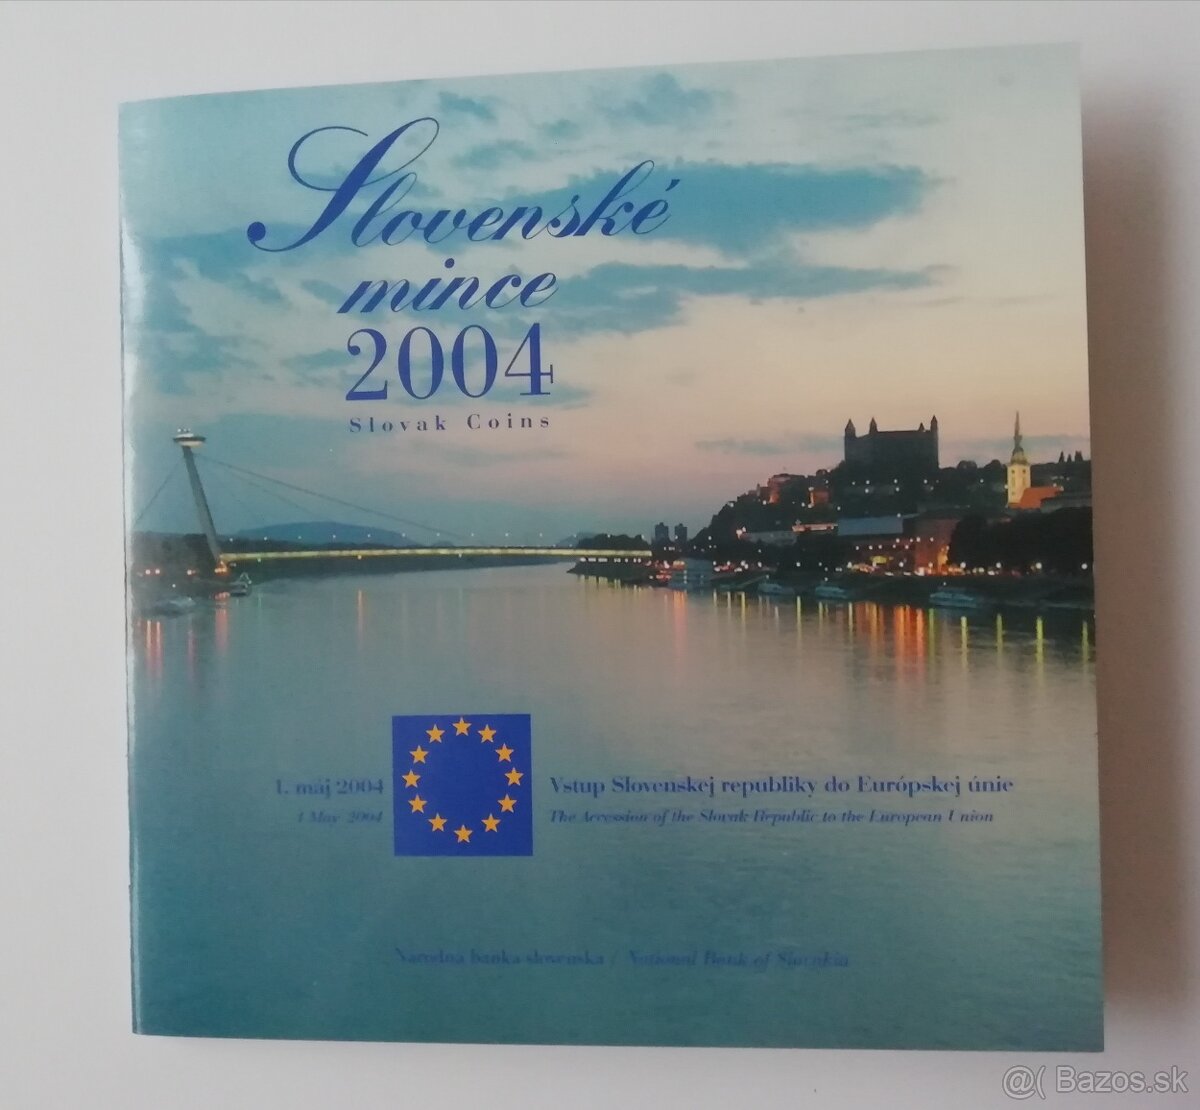 Slovenské
mince
2004
Slovak Coins
1. máj 2004
1 May 2004
Vstup Slovenskej republiky do Európskej únie
The Accession of the Slovak Republic to the European Union
Národná banka slovenska / National Bank of Slovakia
@( Bazos.sk